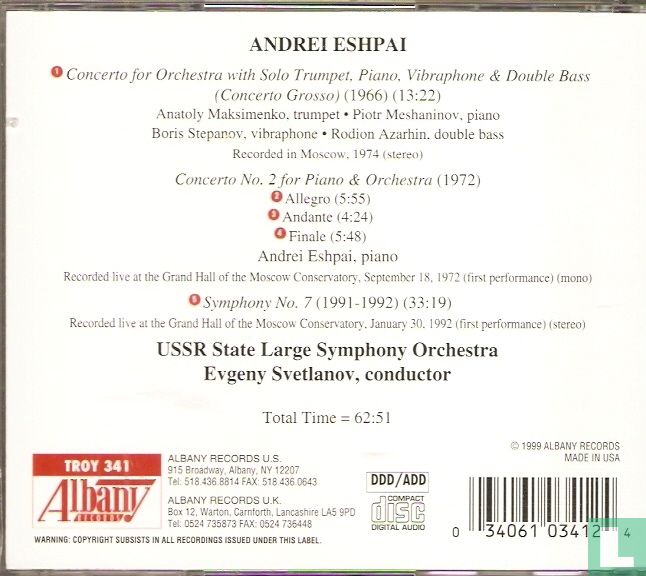 ANDREI ESHPAI
1 Concerto for Orchestra with Solo Trumpet, Piano, Vibraphone & Double Bass
(Concerto Grosso) (1966) (13:22)
Anatoly Maksimenko, trumpet • Piotr Meshaninov, piano
Boris Stepanov, vibraphone • Rodion Azarhin, double bass
Recorded in Moscow, 1974 (stereo)
Concerto No. 2 for Piano & Orchestra (1972)
2 Allegro (5:55)
3 Andante (4:24)
4 Finale (5:48)
Andrei Eshpai, piano
Recorded live at the Grand Hall of the Moscow Conservatory, September 18, 1972 (first performance) (mono)
5 Symphony No. 7 (1991-1992) (33:19)
Recorded live at the Grand Hall of the Moscow Conservatory, January 30, 1992 (first performance) (stereo)
USSR State Large Symphony Orchestra
Evgeny Svetlanov, conductor
Total Time = 62:51
© 1999 ALBANY RECORDS
MADE IN USA
TROY 341
Albany
RECORDS
ALBANY RECORDS U.S.
915 Broadway, Albany, NY 12207
Tel: 518.436.8814 FAX: 518.436.0643
ALBANY RECORDS U.K.
Box 12, Warton, Carnforth, Lancashire LA5 9PD
Tel: 0524 735873 FAX: 0524 736448
DDD/ADD
COMPACT
disc
DIGITAL AUDIO
0 34061 03412 4
WARNING: COPYRIGHT SUBSISTS IN ALL RECORDINGS ISSUED UNDER THIS LABEL.
L